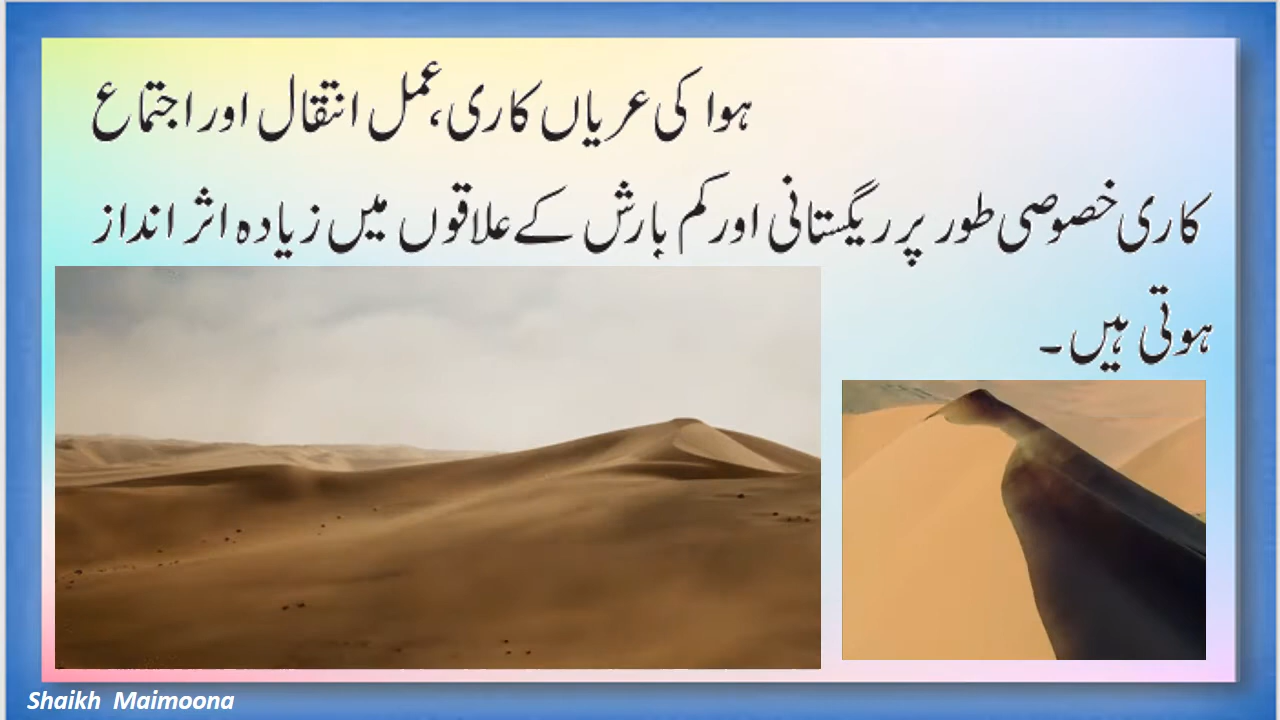 ہوا کی عریاں کاری،عمل انتقال اور اجتماع
کاری خصوصی طور پر ریگستانی اور کم بارش کے علاقوں میں زیادہ اثر انداز
ہوتی ہیں۔
Shaikh Maimoona